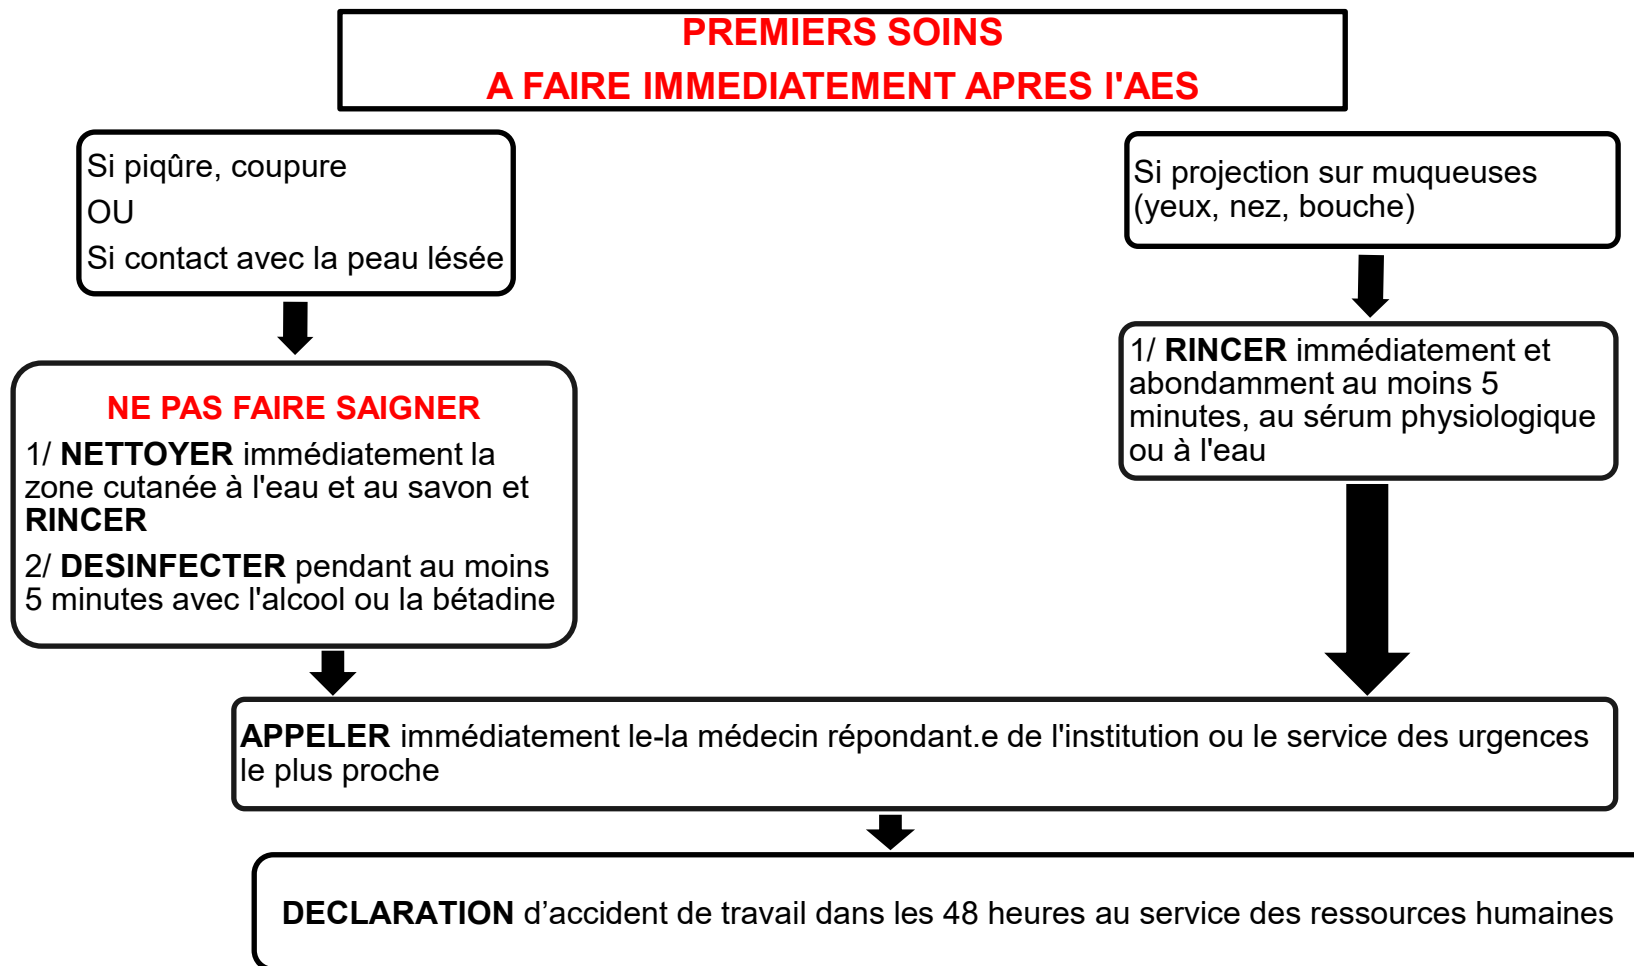 PREMIERS SOINS
A FAIRE IMMEDIATEMENT APRES l'AES
Si piqûre, coupure
OU
Si contact avec la peau lésée
Si projection sur muqueuses
(yeux, nez, bouche)
NE PAS FAIRE SAIGNER
1/ NETTOYER immédiatement la
zone cutanée à l'eau et au savon et
RINCER
2/ DESINFECTER pendant au moins
5 minutes avec l'alcool ou la bétadine
1/ RINCER immédiatement et
abondamment au moins 5
minutes, au sérum physiologique
ou à l'eau
APPELER immédiatement le-la médecin répondant.e de l'institution ou le service des urgences
le plus proche
DECLARATION d’accident de travail dans les 48 heures au service des ressources humaines